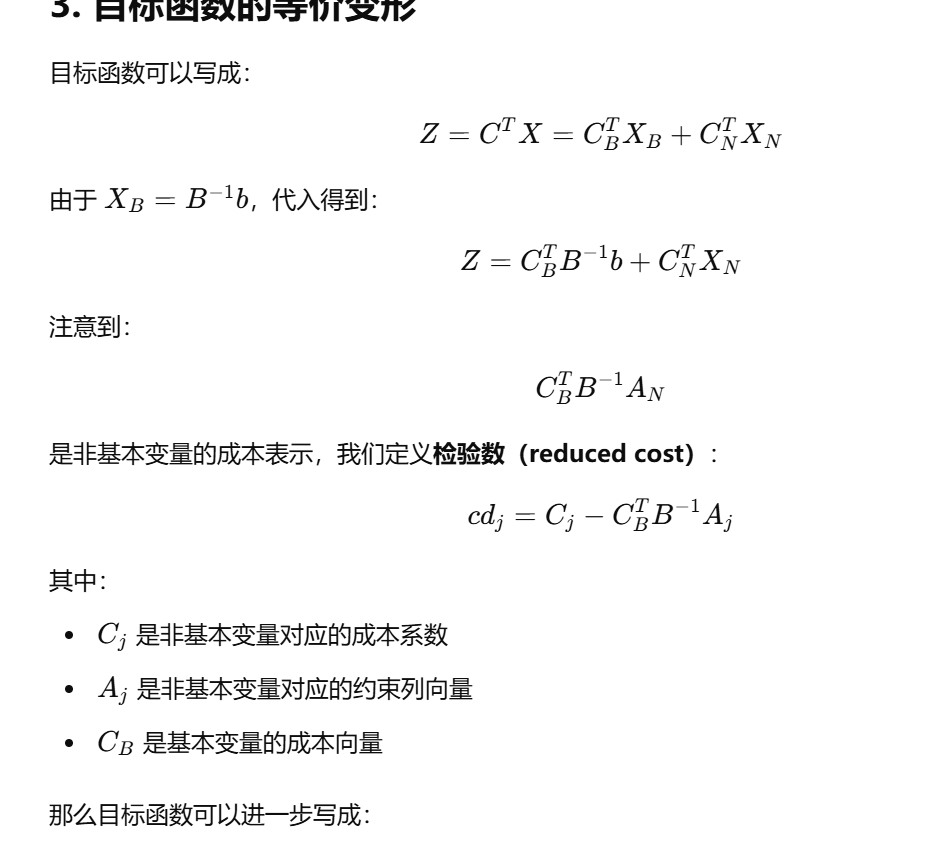 3. 目标函数的等价变形
目标函数可以写成：
$Z = C^T X = C_B^T X_B + C_N^T X_N$
由于 $X_B = B^{-1}b$，代入得到：
$Z = C_B^T B^{-1} b + C_N^T X_N$
注意到：
$C_B^T B^{-1} A_N$
是非基本变量的成本表示，我们定义检验数（reduced cost）：
$cd_j = C_j - C_B^T B^{-1} A_j$
其中：
• $C_j$ 是非基本变量对应的成本系数
• $A_j$ 是非基本变量对应的约束列向量
• $C_B$ 是基本变量的成本向量
那么目标函数可以进一步写成：